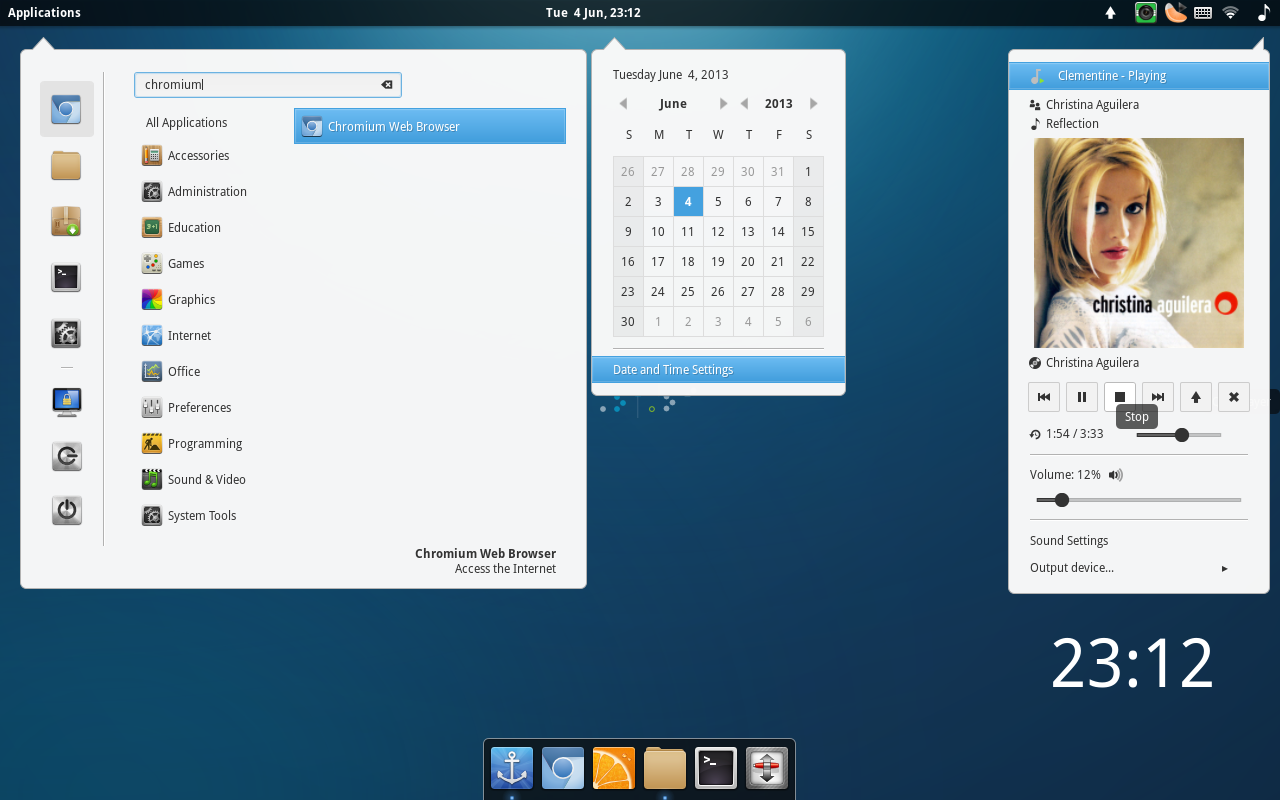 Applications
Tue 4 Jun, 23:12
chromium
All Applications
Chromium Web Browser
Accessories
Administration
Education
Games
Graphics
Internet
Office
Preferences
Programming
Sound & Video
System Tools
Chromium Web Browser
Access the Internet
Tuesday June 4, 2013
June 2013
S M T W T F S
26 27 28 29 30 31 1
2 3 4 5 6 7 8
9 10 11 12 13 14 15
16 17 18 19 20 21 22
23 24 25 26 27 28 29
30 1 2 3 4 5 6
Date and Time Settings
Clementine - Playing
Christina Aguilera
Reflection
christina aguilera
Christina Aguilera
Stop
1:54 / 3:33
Volume: 12%
Sound Settings
Output device...
23:12